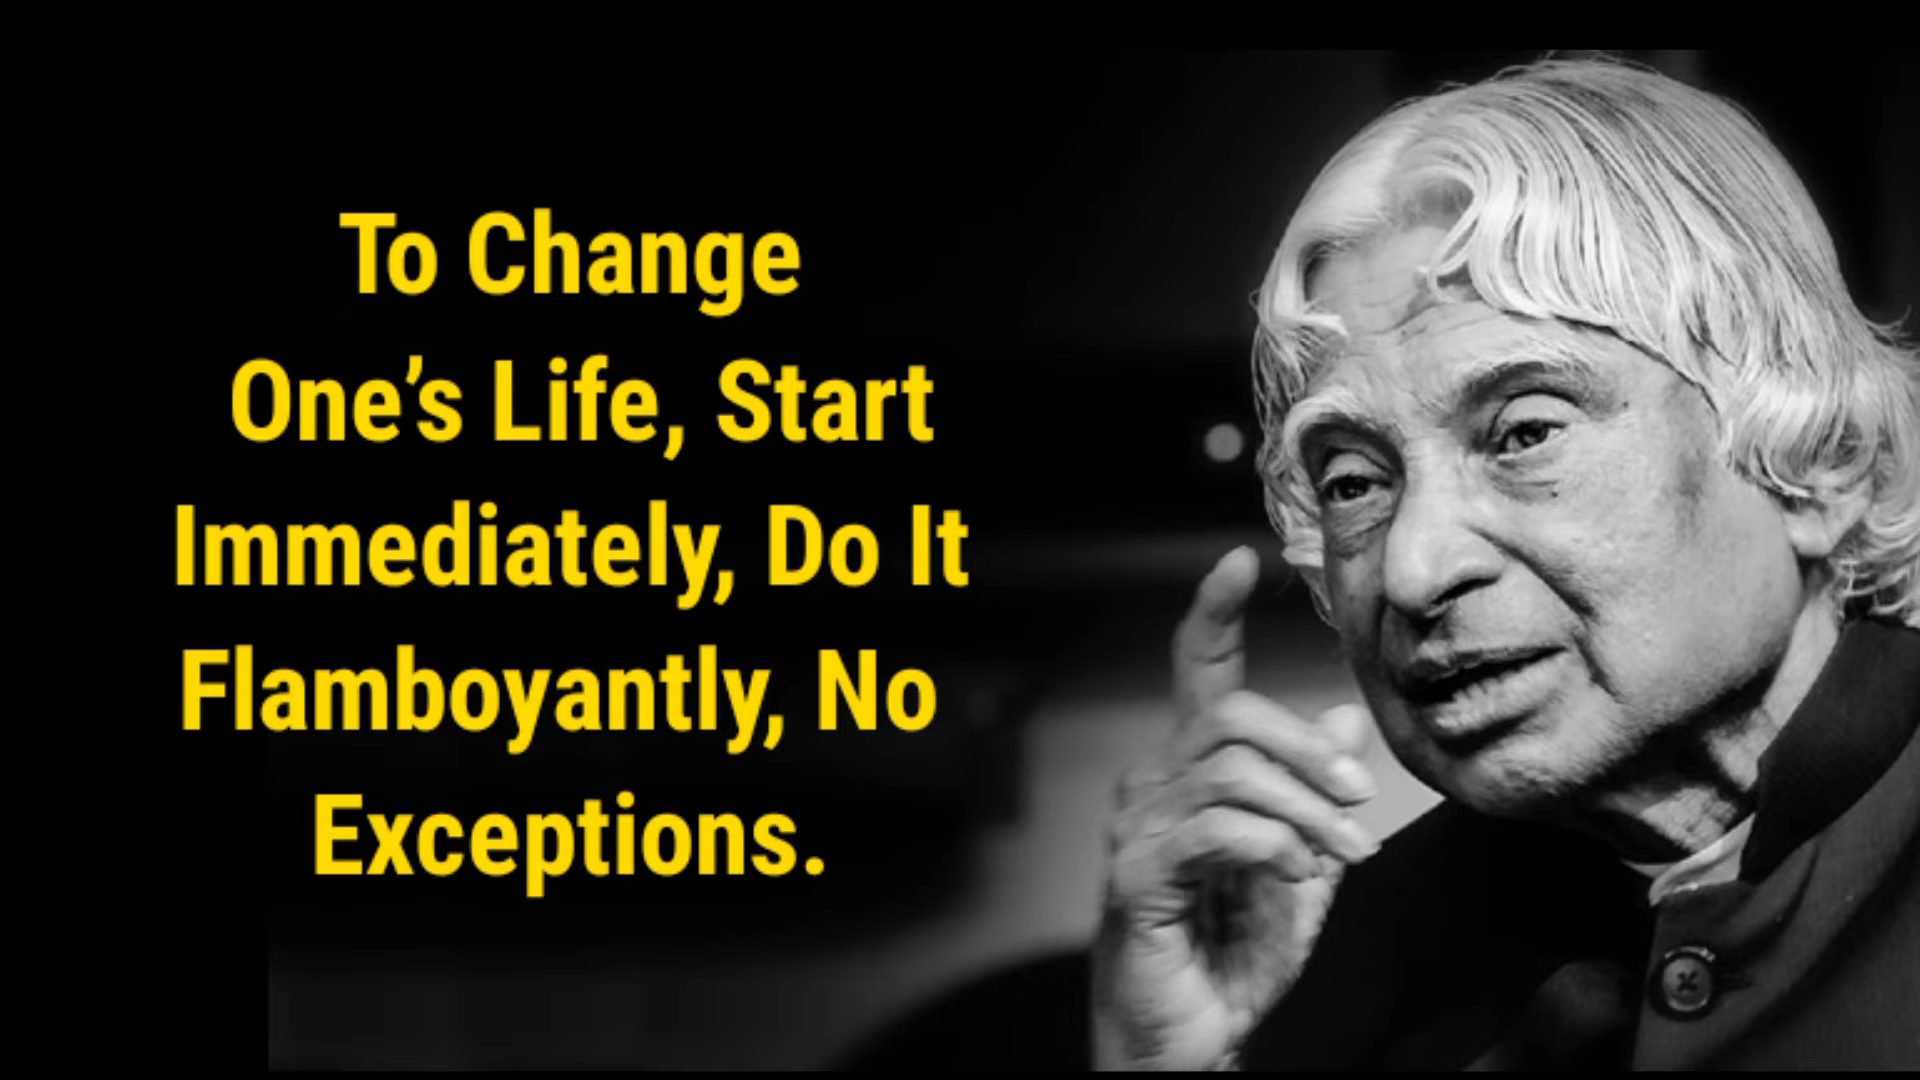 To Change
One’s Life, Start
Immediately, Do It
Flamboyantly, No
Exceptions.